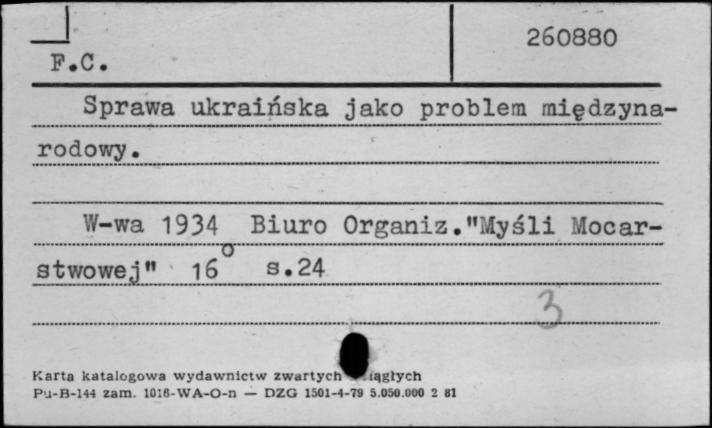 260880
F.C.
Sprawa ukraińska jako problem międzyna-
rodowy.
W-wa 1934 Biuro Organiz."Myśli Mocar-
stwowej" 16° s.24
3
Karta katalogowa wydawnictw zwartych
Pu-B-144 zam. 1016-WA-O-n — DZG 1501-4-79 5.050.000 2 81